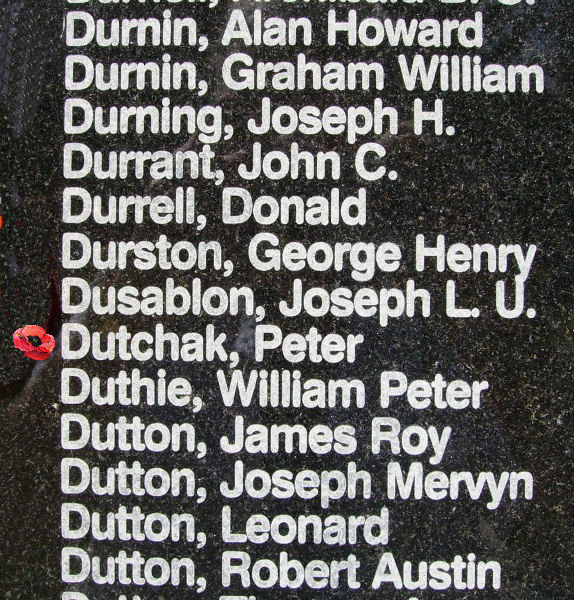 Durnin, Alan Howard
Durnin, Graham William
Durning, Joseph H.
Durrant, John C.
Durrell, Donald
Durston, George Henry
Dusablon, Joseph L. U.
Dutchak, Peter
Duthie, William Peter
Dutton, James Roy
Dutton, Joseph Mervyn
Dutton, Leonard
Dutton, Robert Austin